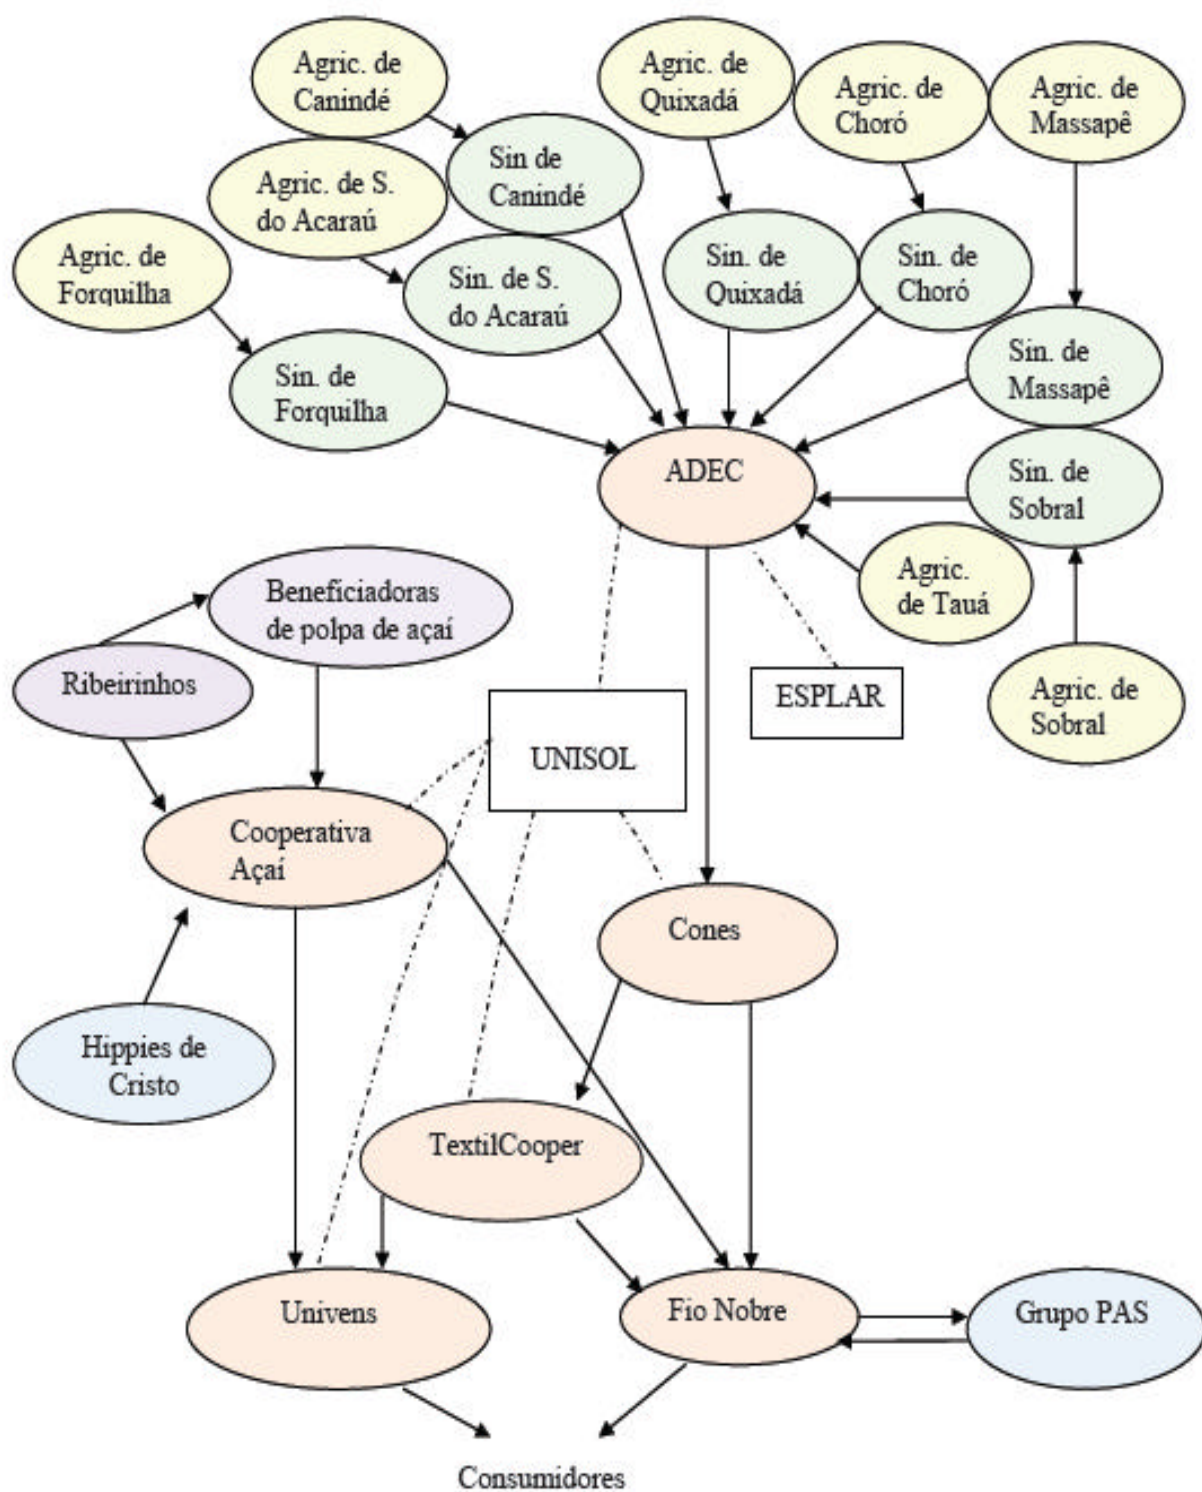 Agric. de
Canindé
Agric. de
Quixadá
Agric. de
Choró
Agric. de
Massapê
Sin de
Canindé
Agric. de S.
do Acaraú
Agric. de
Forquilha
Sin. de S.
do Acaraú
Sin. de
Quixadá
Sin. de
Choró
Sin. de
Forquilha
Sin. de
Massapê
ADEC
Sin. de
Sobral
Agric.
de Tauá
Benefíciadoras
de polpa de açaí
Ribeirinhos
ESPLAR
Agric. de
Sobral
UNISOL
Cooperativa
Açaí
Cones
Hippies de
Cristo
TextilCooper
Univens
Fio Nobre
Grupo PAS
Consumidores